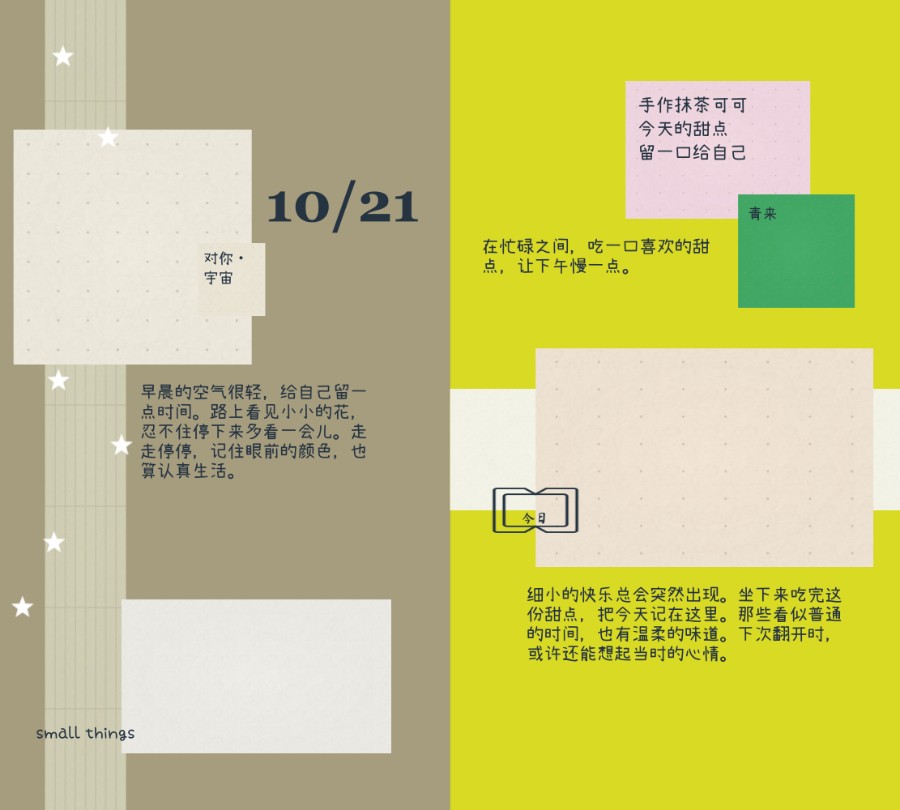 10/21
对你·
宇宙
早晨的空气很轻，给自己留一
点时间。路上看见小小的花，
忍不住停下来多看一会儿。走
走停停，记住眼前的颜色，也
算认真生活。
small things
手作抹茶可可
今天的甜点
留一口给自己
青来
在忙碌之间，吃一口喜欢的甜
点，让下午慢一点。
今日
细小的快乐总会突然出现。坐下来吃完这
份甜点，把今天记在这里。那些看似普通
的时间，也有温柔的味道。下次翻开时，
或许还能想起当时的心情。